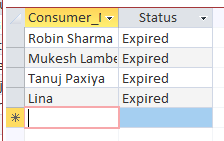 Consumer_I Status
Robin Sharma Expired
Mukesh Lambe Expired
Tanuj Paxiya Expired
Lina Expired